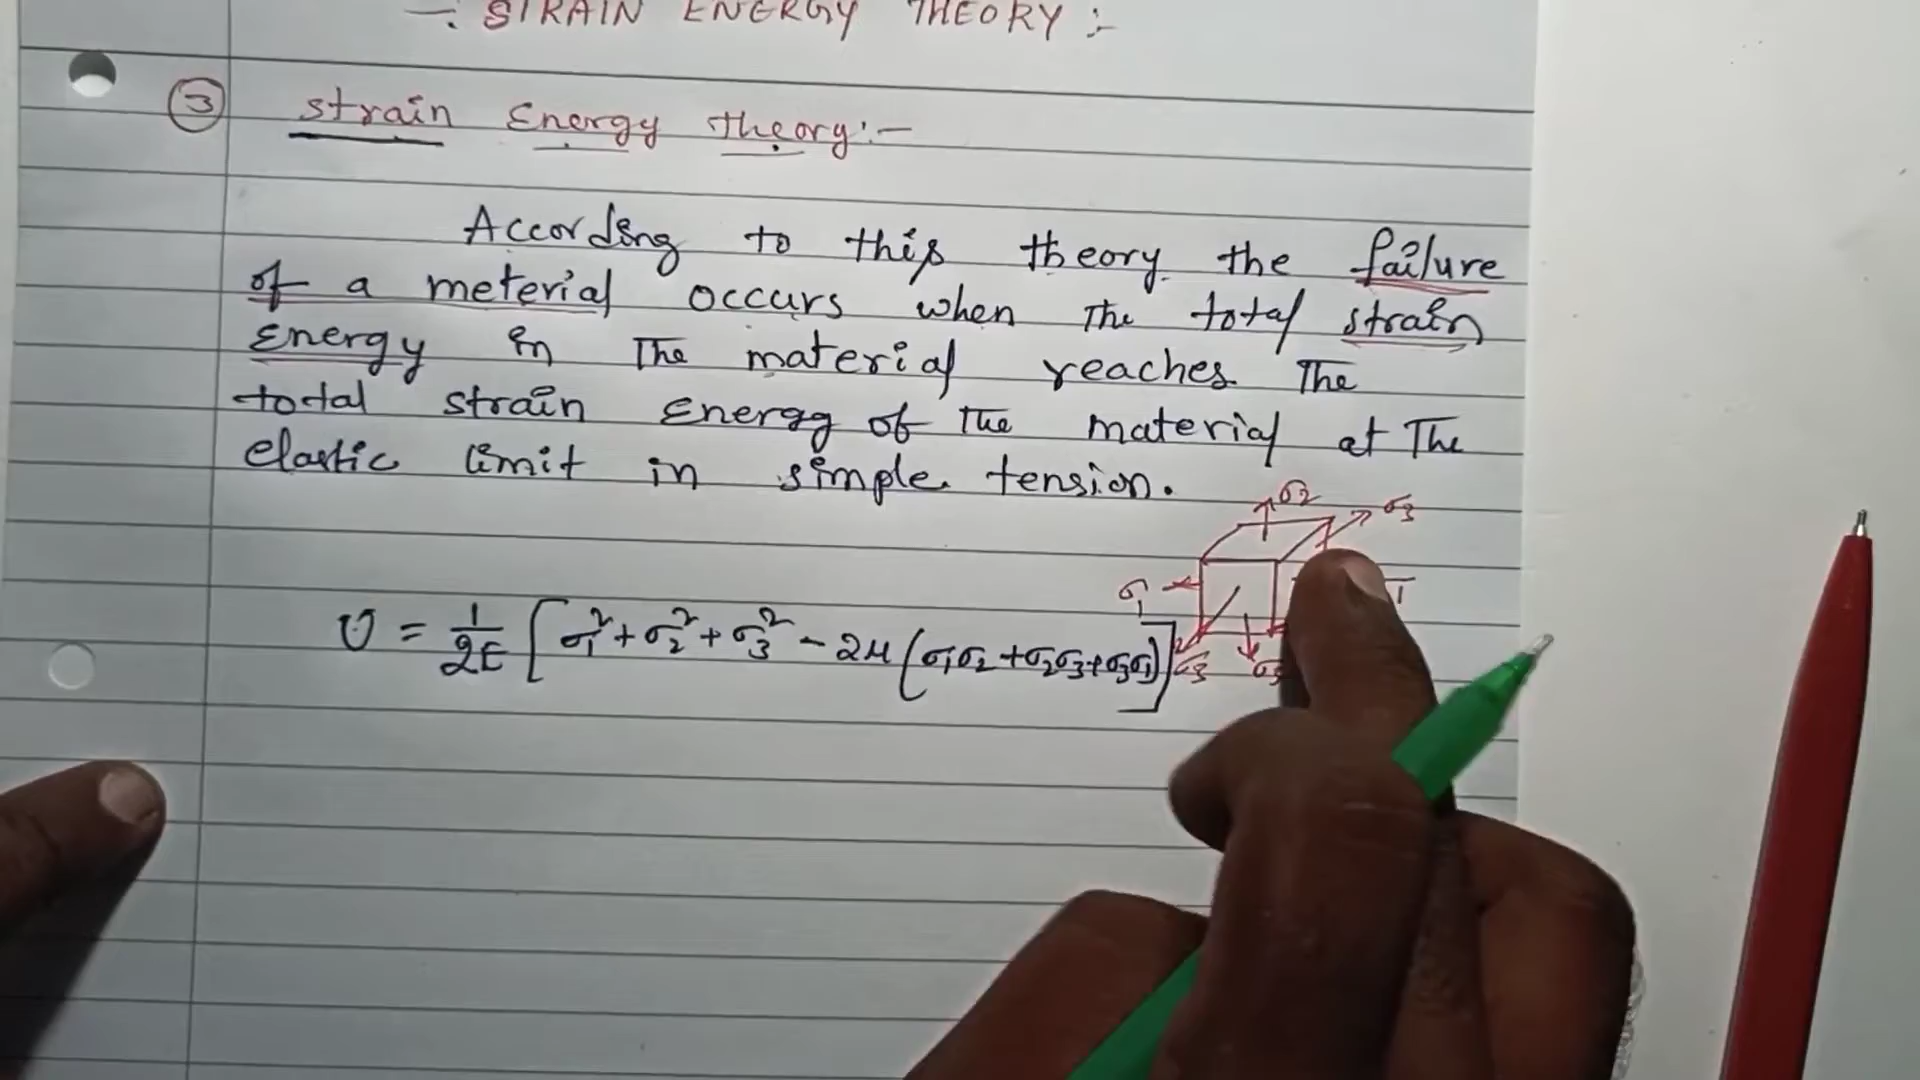 -: STRAIN ENERGY THEORY :-
③ strain Energy theory:-
According to this theory the failure
of a meterial occurs when The total strain
Energy in The material reaches The
total strain Energy of The material at The
elastic limit in simple tension.
σ2 σ3
σ1
U = 1/2E [σ1² + σ2² + σ3² - 2μ (σ1σ2 + σ2σ3 + σ3σ1)]
σ3